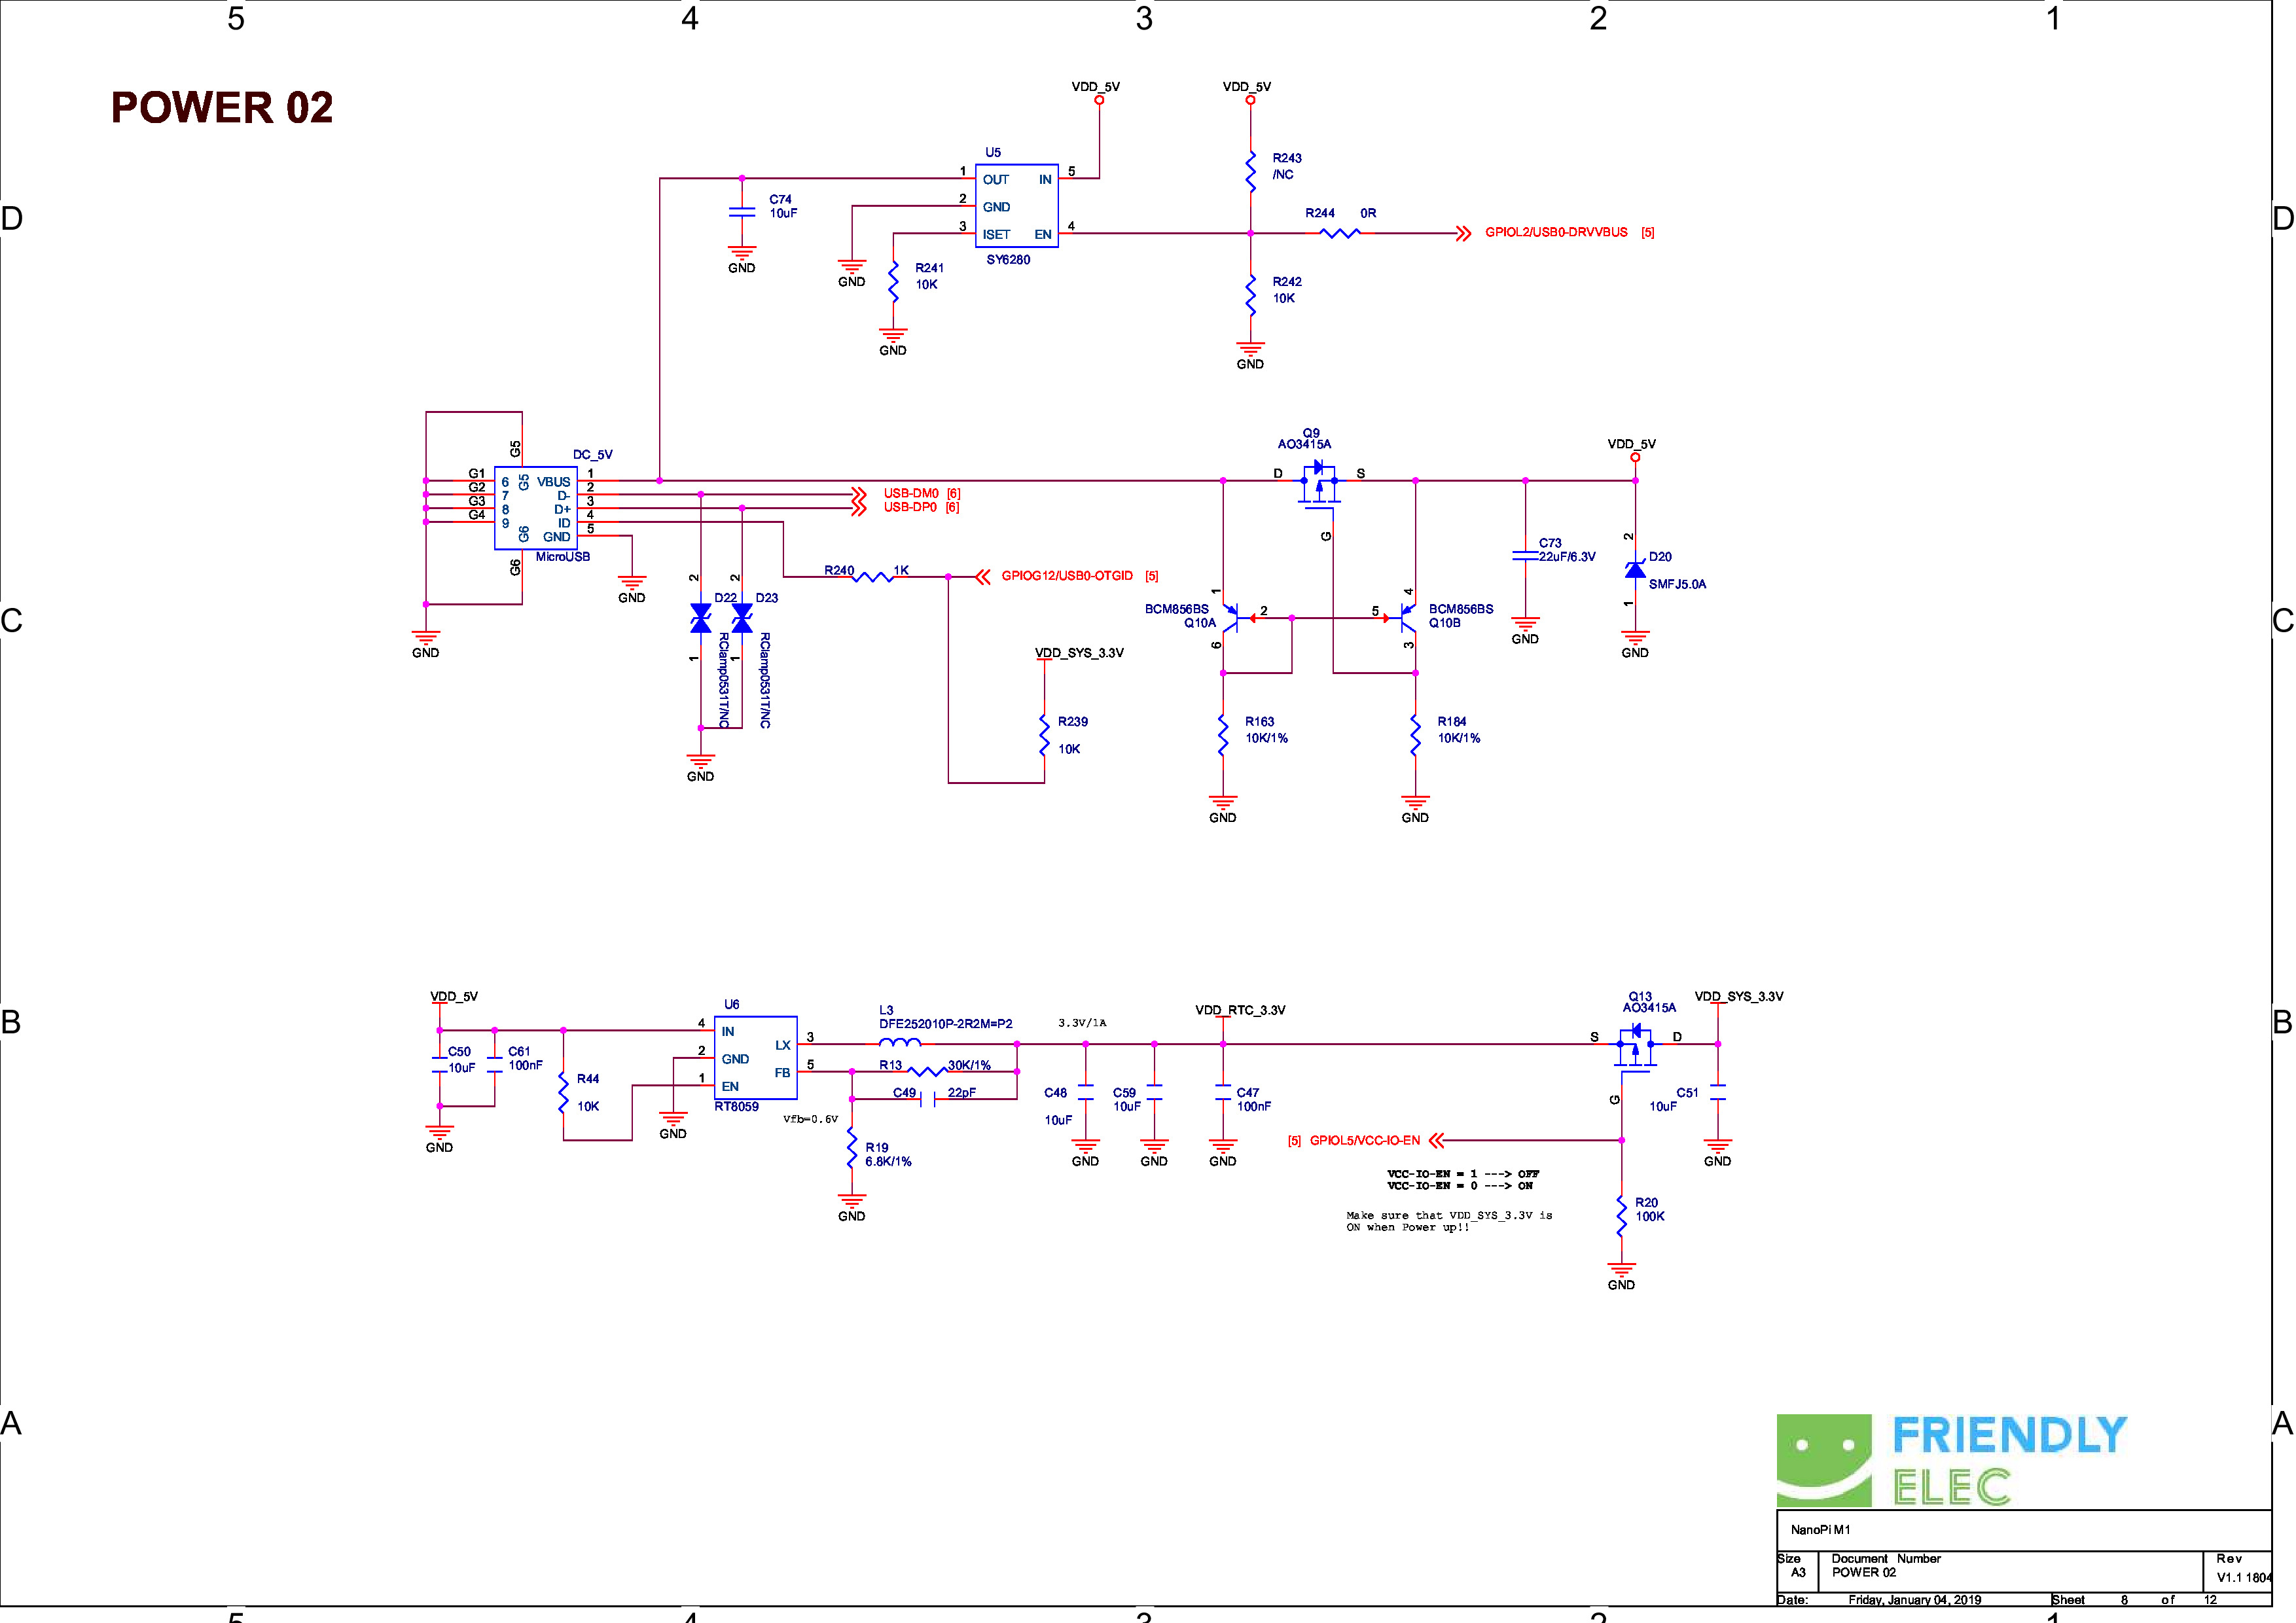 5 4 3 2 1
POWER 02
VDD_5V
VDD_5V
U5
1 OUT IN 5
2 GND
3 ISET EN 4
SY6280
C74
10uF
GND
GND
R241
10K
GND
R243
/NC
R244 0R
GPIOL2/USB0-DRVVBUS [5]
R242
10K
GND
D D
DC_5V
G5
G1
G2
G3
G4
6 G5 VBUS 1
7 D- 2
8 D+ 3
9 ID 4
G6 GND 5
G6
MicroUSB
GND
GND
USB-DM0 [6]
USB-DP0 [6]
R240 1K
GPIOG12/USB0-OTGID [5]
2 2
D22 D23
1 1
RClamp0531T/NC
RClamp0531T/NC
GND
VDD_SYS_3.3V
R239
10K
Q9
AO3415A
D S
G
VDD_5V
1
BCM856BS
Q10A
2
6
5
4
BCM856BS
Q10B
3
R163
10K/1%
GND
R184
10K/1%
GND
C73
22uF/6.3V
GND
2
D20
SMFJ5.0A
1
GND
C C
VDD_5V
C50
10uF
C61
100nF
GND
R44
10K
U6
4 IN
LX 3
2 GND
FB 5
1 EN
RT8059
GND
L3
DFE252010P-2R2M=P2
3.3V/1A
R13 30K/1%
C49 22pF
Vfb=0.6V
R19
6.8K/1%
GND
VDD_RTC_3.3V
C48
10uF
GND
C59
10uF
GND
C47
100nF
GND
Q13
AO3415A
S D
G
VDD_SYS_3.3V
C51
10uF
GND
[5] GPIOL5/VCC-IO-EN
VCC-IO-EN = 1 ---> OFF
VCC-IO-EN = 0 ---> ON
Make sure that VDD_SYS_3.3V is
ON when Power up!!
R20
100K
GND
B B
A A
FRIENDLY
ELEC
NanoPi M1
Size Document Number Rev
A3 POWER 02 V1.1 1804
Date: Friday, January 04, 2019 Sheet 8 of 12
5 4 3 2 1